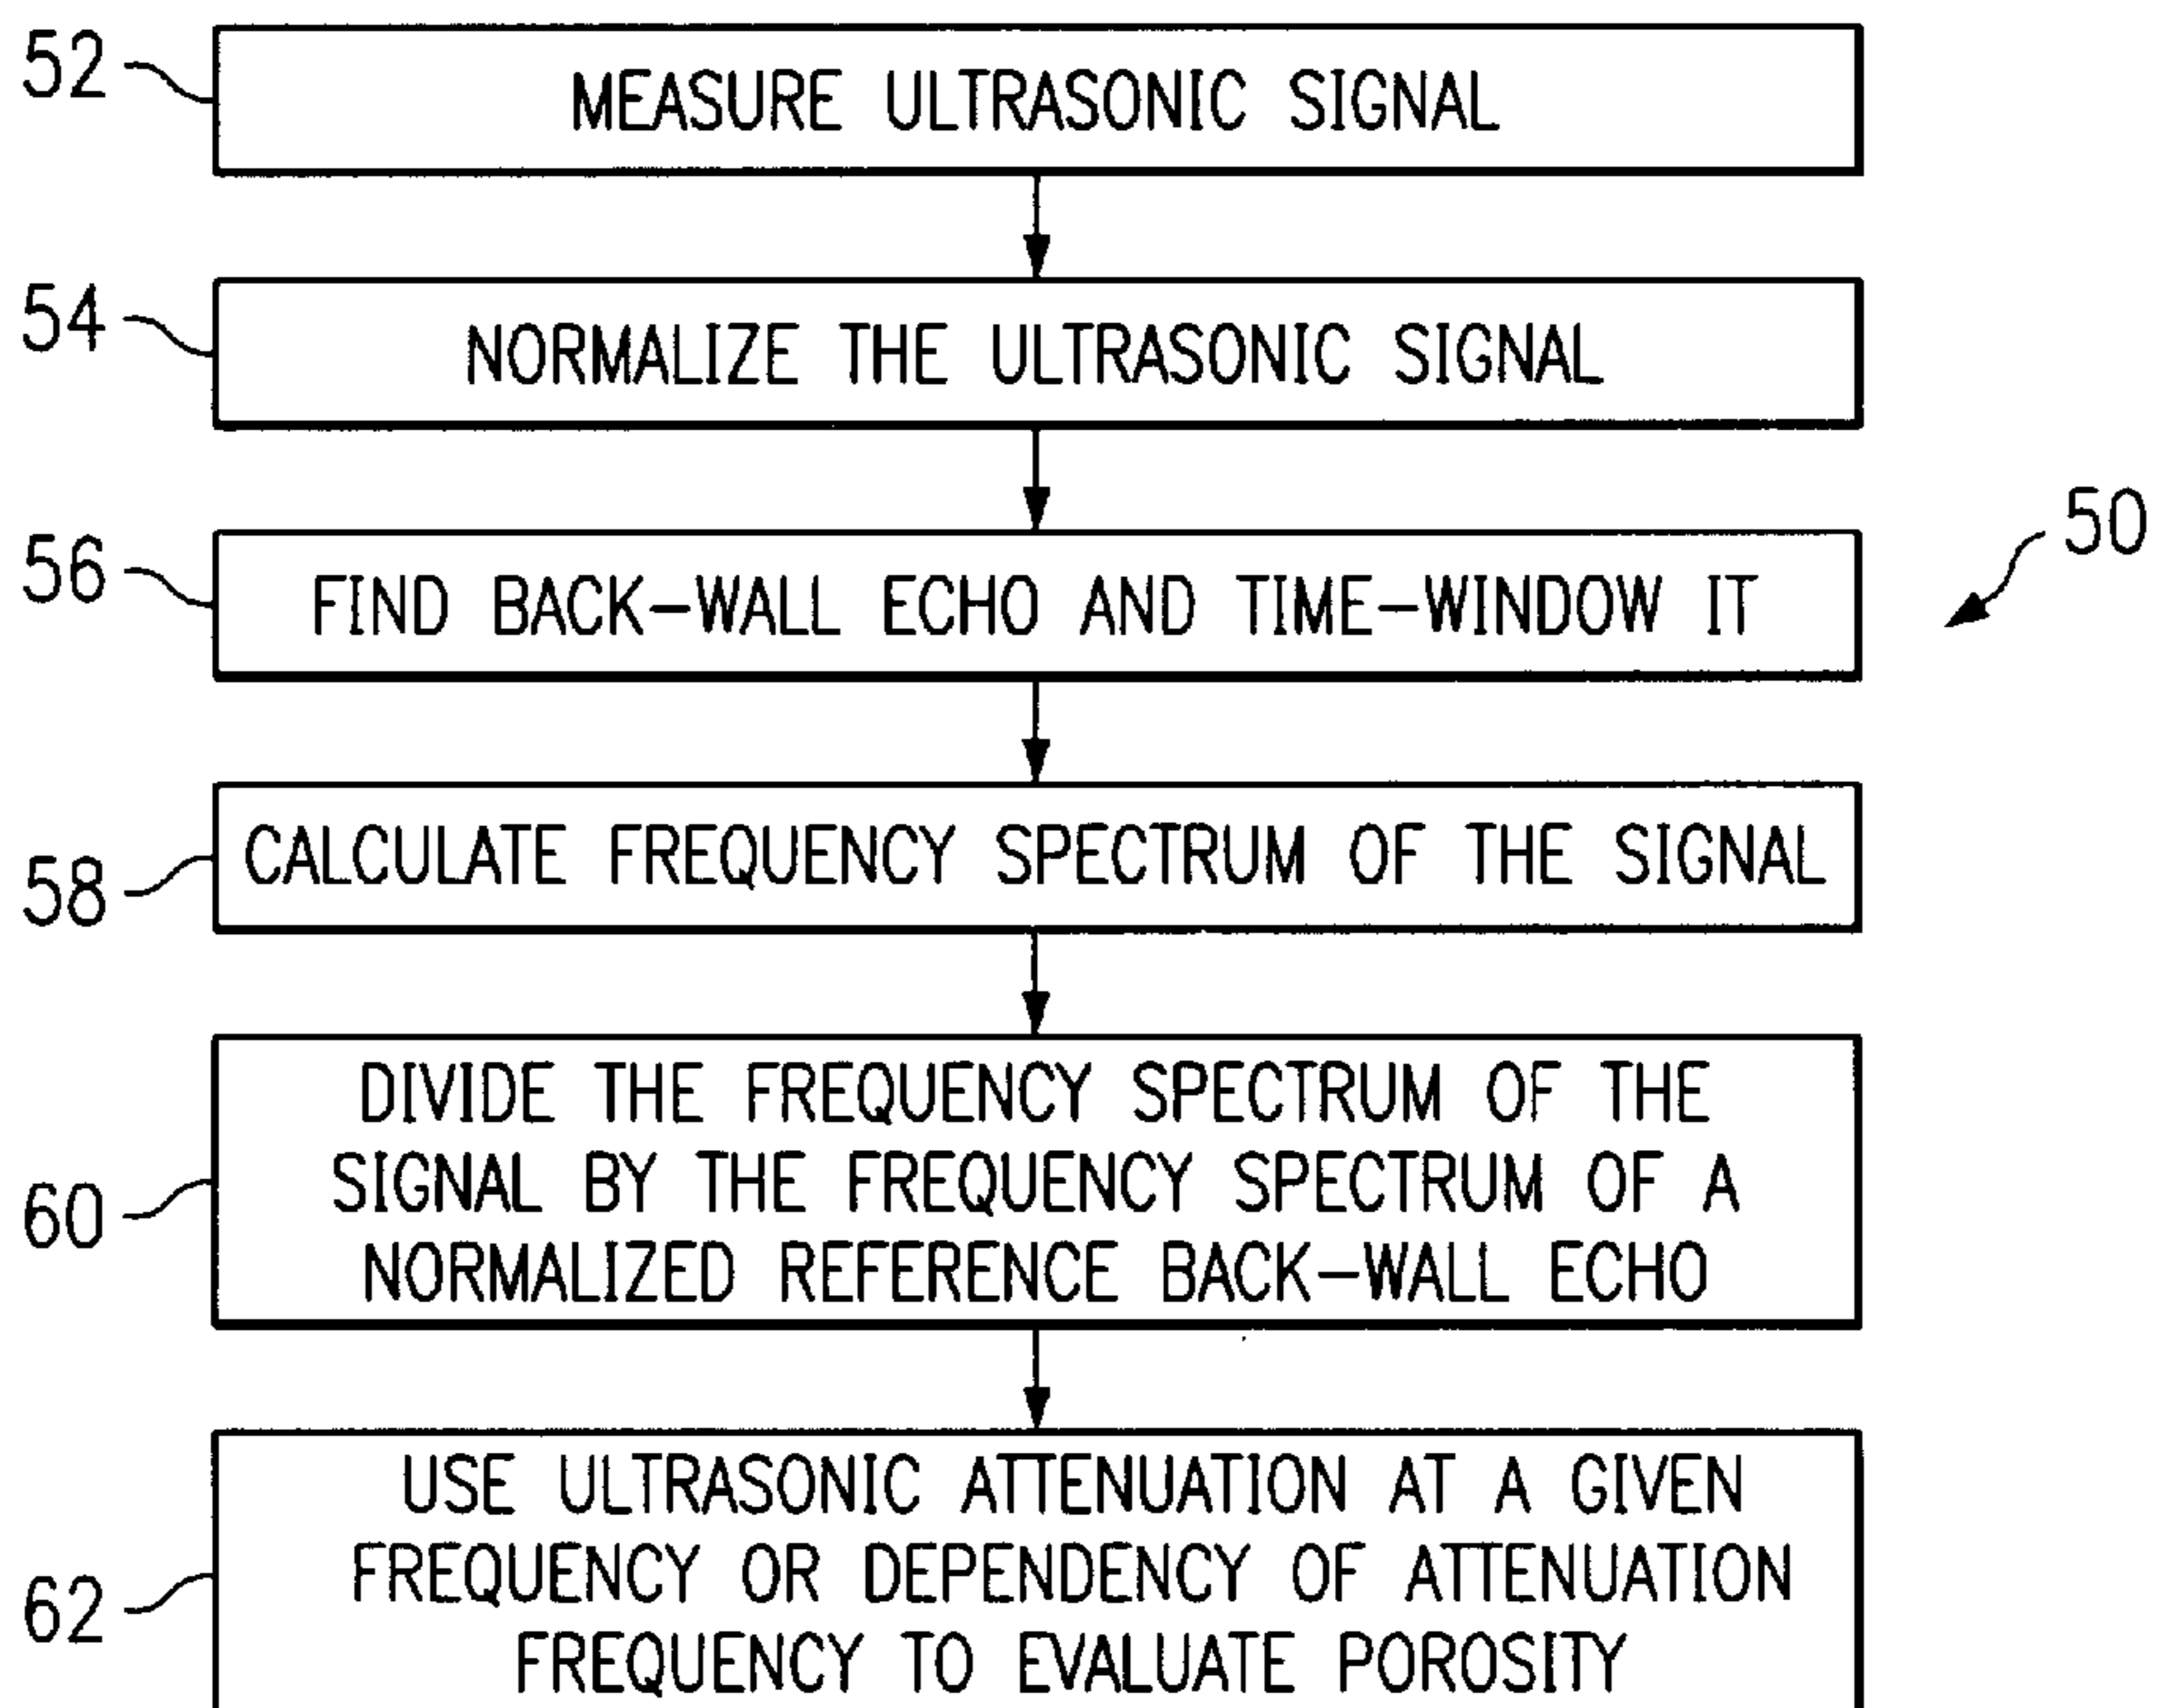 52
MEASURE ULTRASONIC SIGNAL
54
NORMALIZE THE ULTRASONIC SIGNAL
50
56
FIND BACK-WALL ECHO AND TIME-WINDOW IT
58
CALCULATE FREQUENCY SPECTRUM OF THE SIGNAL
60
DIVIDE THE FREQUENCY SPECTRUM OF THE
SIGNAL BY THE FREQUENCY SPECTRUM OF A
NORMALIZED REFERENCE BACK-WALL ECHO
62
USE ULTRASONIC ATTENUATION AT A GIVEN
FREQUENCY OR DEPENDENCY OF ATTENUATION
FREQUENCY TO EVALUATE POROSITY